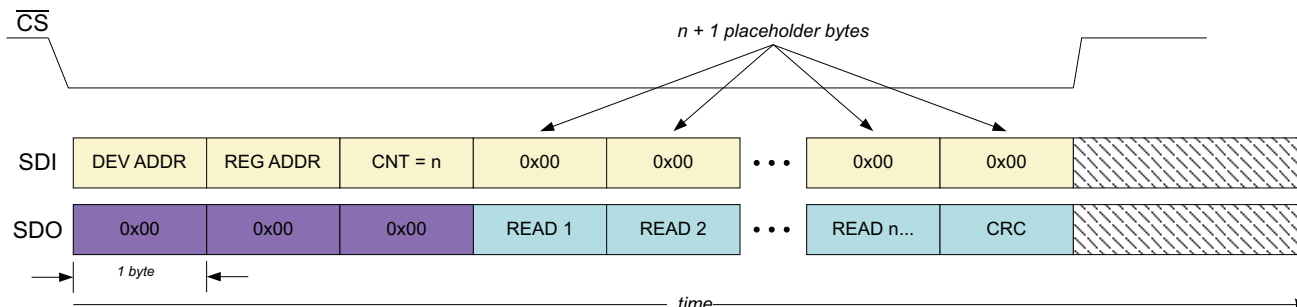 CS
n + 1 placeholder bytes
SDI DEV ADDR REG ADDR CNT = n 0x00 0x00 • • • 0x00 0x00
SDO 0x00 0x00 0x00 READ 1 READ 2 • • • READ n... CRC
1 byte
time